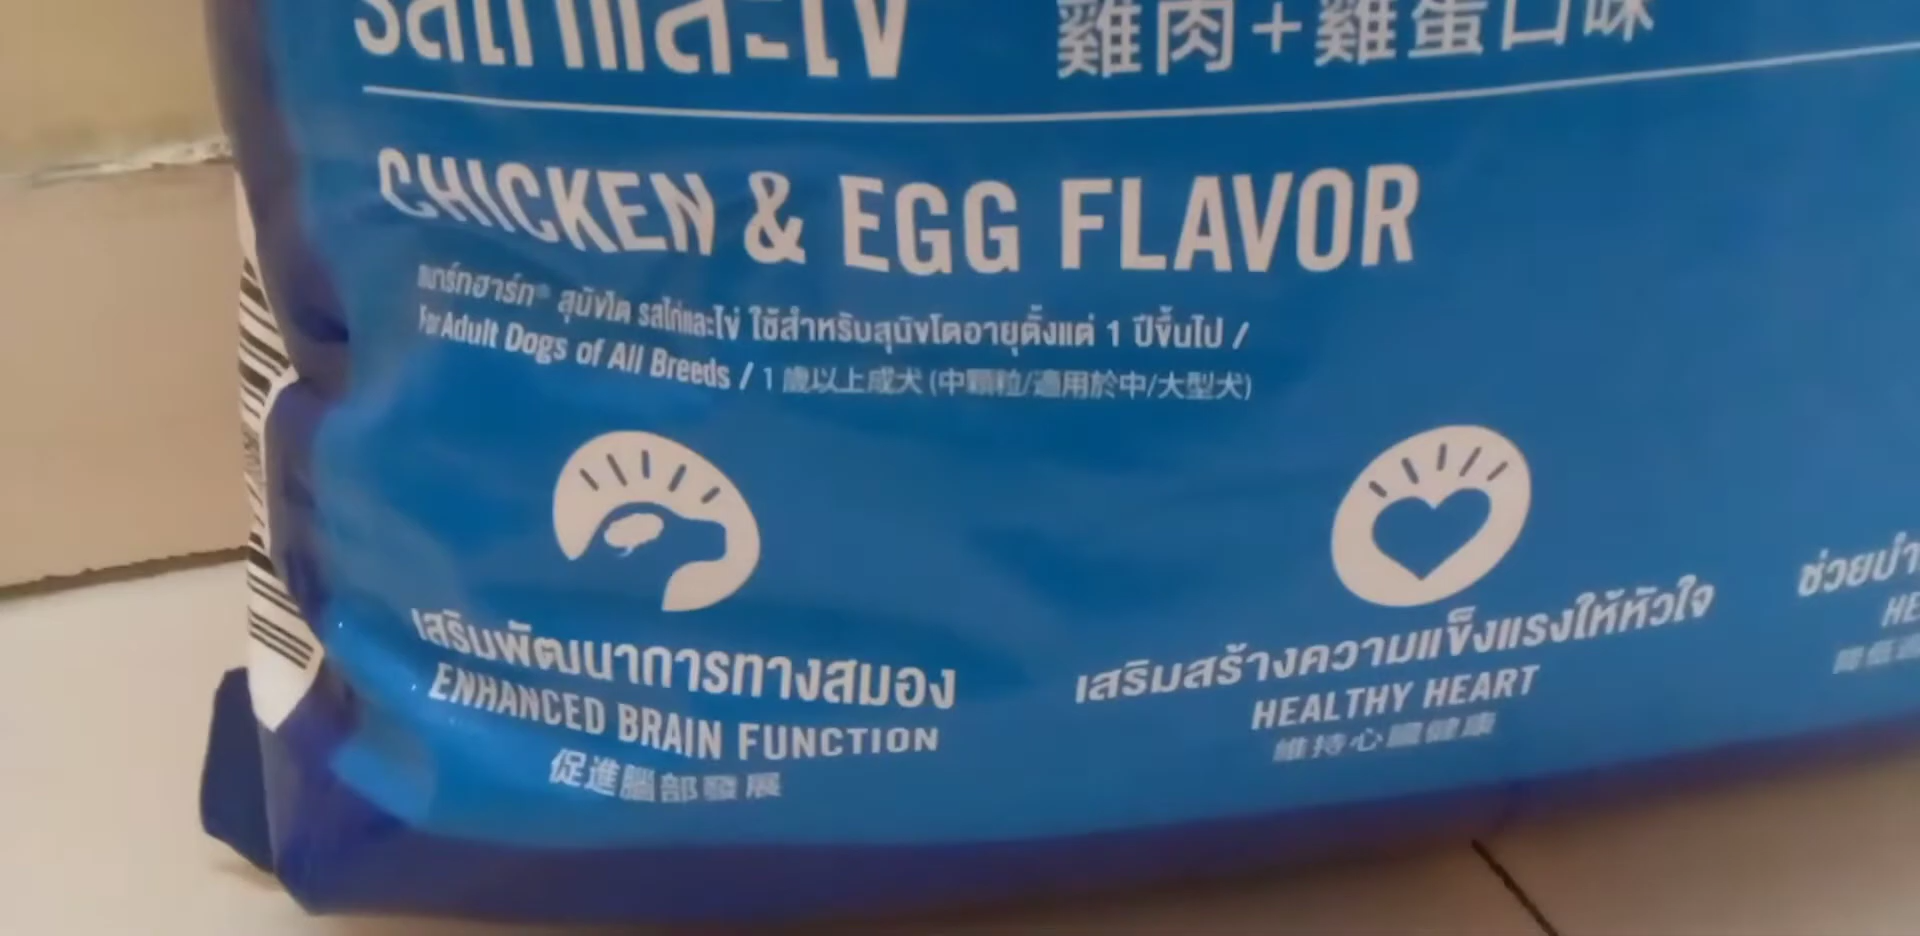 รสไก่และไข่ 雞肉+雞蛋口味
CHICKEN & EGG FLAVOR
สมาร์ทฮาร์ท® สุนัขโต รสไก่และไข่ ใช้สำหรับสุนัขโตอายุตั้งแต่ 1 ปีขึ้นไป /
For Adult Dogs of All Breeds / 1 歲以上成犬 (中顆粒/適用於中/大型犬)
เสริมพัฒนาการทางสมอง
ENHANCED BRAIN FUNCTION
促進腦部發展
เสริมสร้างความแข็งแรงให้หัวใจ
HEALTHY HEART
維持心臟健康
ช่วยบำ
HE